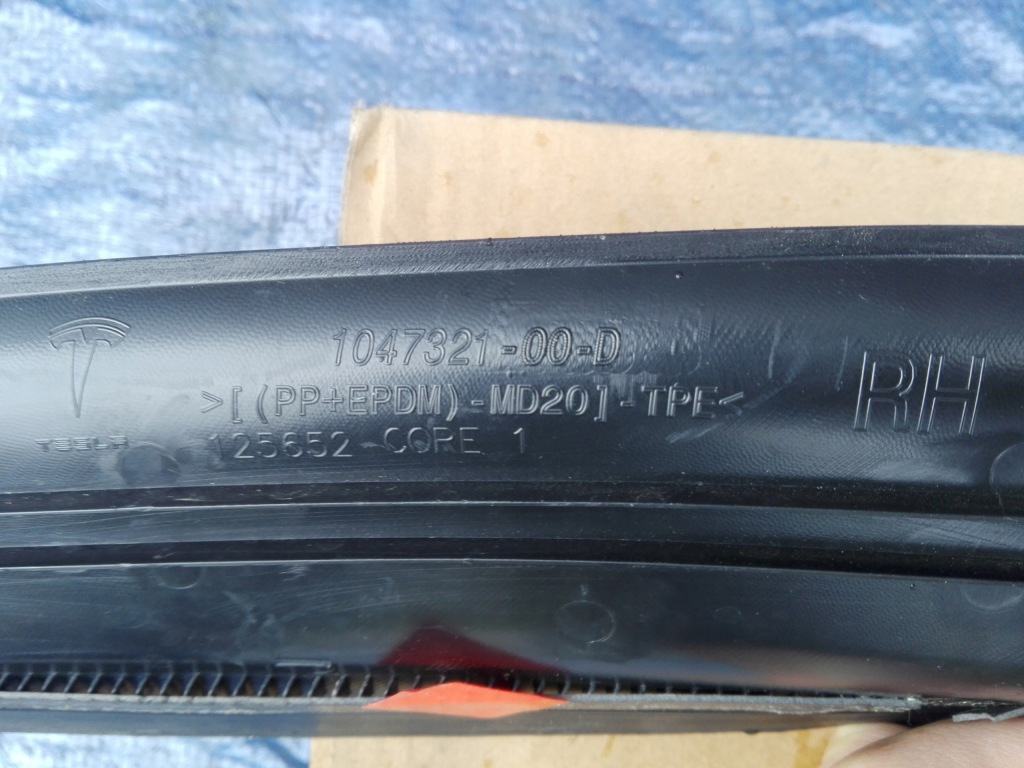 1047321-00-D
>[(PP+EPDM)-MD20]-TPE<
RH
TESLA
125652 CORE 1